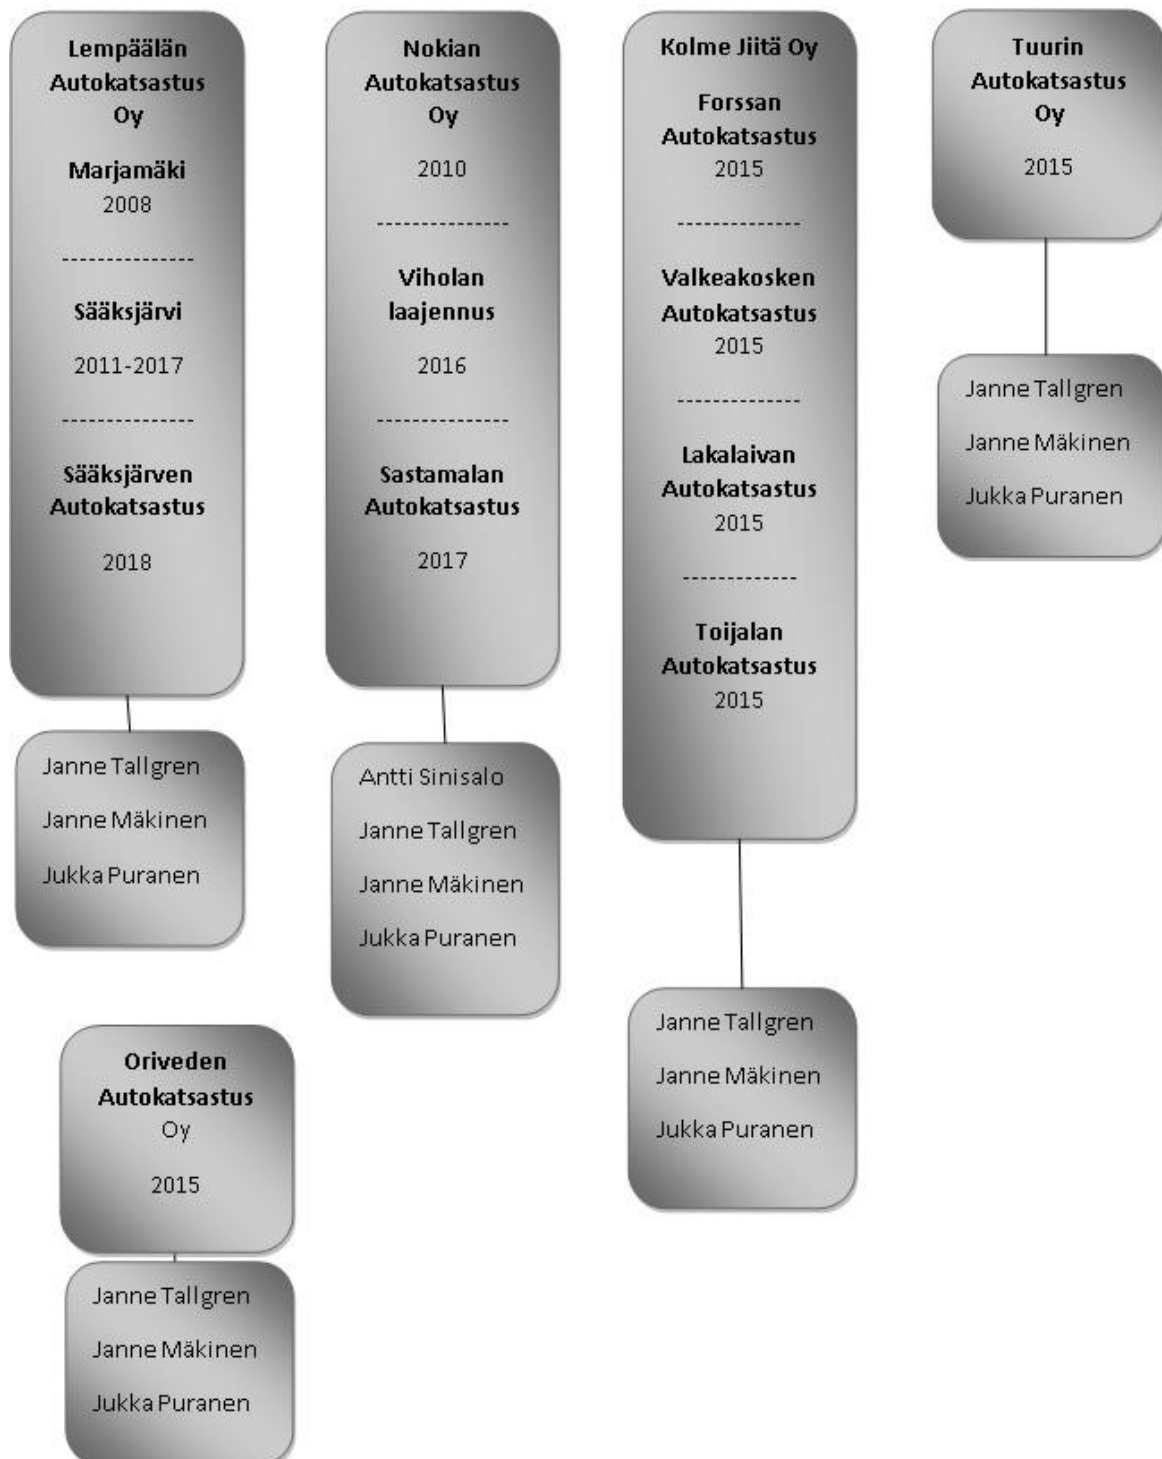 Lempäälän
Autokatsastus
Oy
Marjamäki
2008
--------------
Sääksjärvi
2011-2017
--------------
Sääksjärven
Autokatsastus
2018
Janne Tallgren
Janne Mäkinen
Jukka Puranen
Nokian
Autokatsastus
Oy
2010
--------------
Viholan
laajennus
2016
--------------
Sastamalan
Autokatsastus
2017
Antti Sinisalo
Janne Tallgren
Janne Mäkinen
Jukka Puranen
Kolme Jiitä Oy
Forssan
Autokatsastus
2015
-------------
Valkeakosken
Autokatsastus
2015
-------------
Lakalaivan
Autokatsastus
2015
------------
Toijalan
Autokatsastus
2015
Janne Tallgren
Janne Mäkinen
Jukka Puranen
Tuurin
Autokatsastus
Oy
2015
Janne Tallgren
Janne Mäkinen
Jukka Puranen
Oriveden
Autokatsastus
Oy
2015
Janne Tallgren
Janne Mäkinen
Jukka Puranen